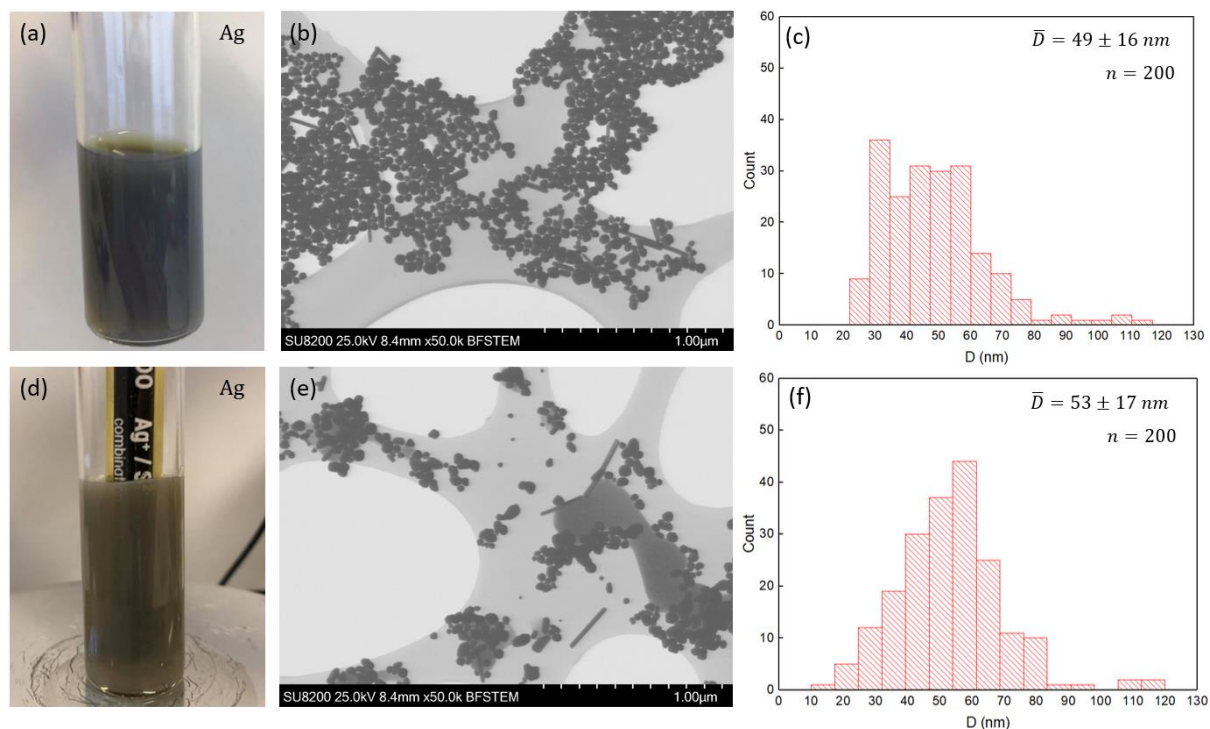 (a)
Ag
(b)
SU8200 25.0kV 8.4mm x50.0k BFSTEM
1.00µm
(c)
D̅ = 49 ± 16 nm
n = 200
60
50
40
30
20
10
0
Count
0 10 20 30 40 50 60 70 80 90 100 110 120 130
D (nm)
(d)
Ag
00 Ag⁺ / S
combinat
(e)
SU8200 25.0kV 8.4mm x50.0k BFSTEM
1.00µm
(f)
D̅ = 53 ± 17 nm
n = 200
60
50
40
30
20
10
0
Count
0 10 20 30 40 50 60 70 80 90 100 110 120 130
D (nm)